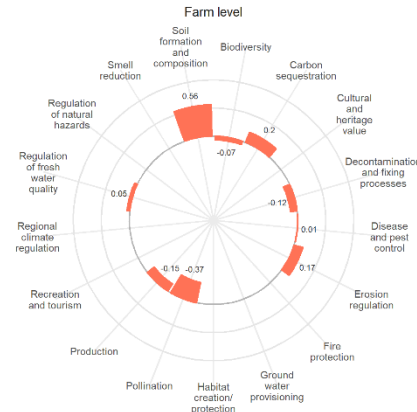 Farm level
Soil
formation
and
composition
Biodiversity
Carbon
sequestration
Cultural
and
heritage
value
Decontamination
and fixing
processes
Disease
and pest
control
Erosion
regulation
Fire
protection
Ground
water
provisioning
Habitat
creation/
protection
Pollination
Production
Recreation
and tourism
Regional
climate
regulation
Regulation
of fresh
water
quality
Regulation
of natural
hazards
Smell
reduction
0.56
-0.07
0.2
-0.12
0.01
0.17
-0.37
-0.15
0.05